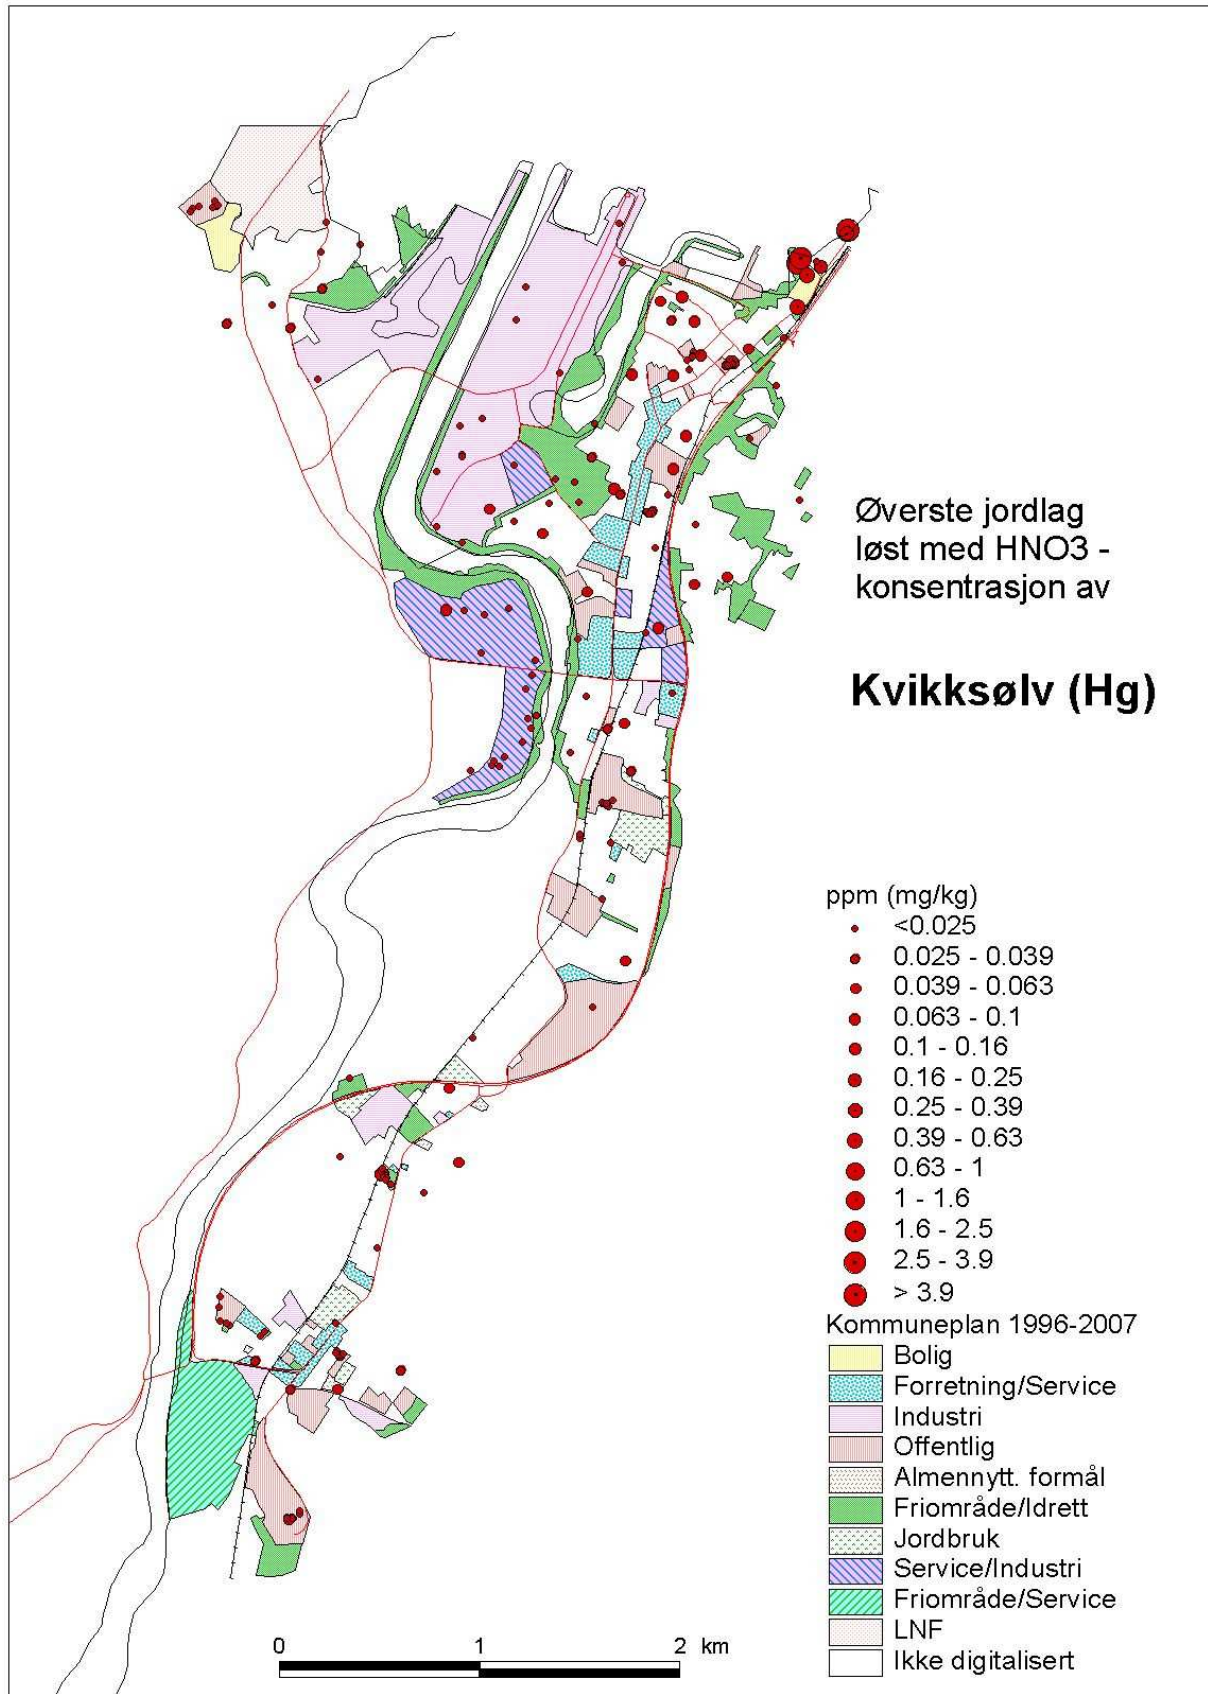 Øverste jordlag
løst med HNO3 -
konsentrasjon av
Kvikksølv (Hg)
ppm (mg/kg)
<0.025
0.025 - 0.039
0.039 - 0.063
0.063 - 0.1
0.1 - 0.16
0.16 - 0.25
0.25 - 0.39
0.39 - 0.63
0.63 - 1
1 - 1.6
1.6 - 2.5
2.5 - 3.9
> 3.9
Kommuneplan 1996-2007
Bolig
Forretning/Service
Industri
Offentlig
Almennytt. formål
Friområde/Idrett
Jordbruk
Service/Industri
Friområde/Service
LNF
Ikke digitalisert
0 1 2 km